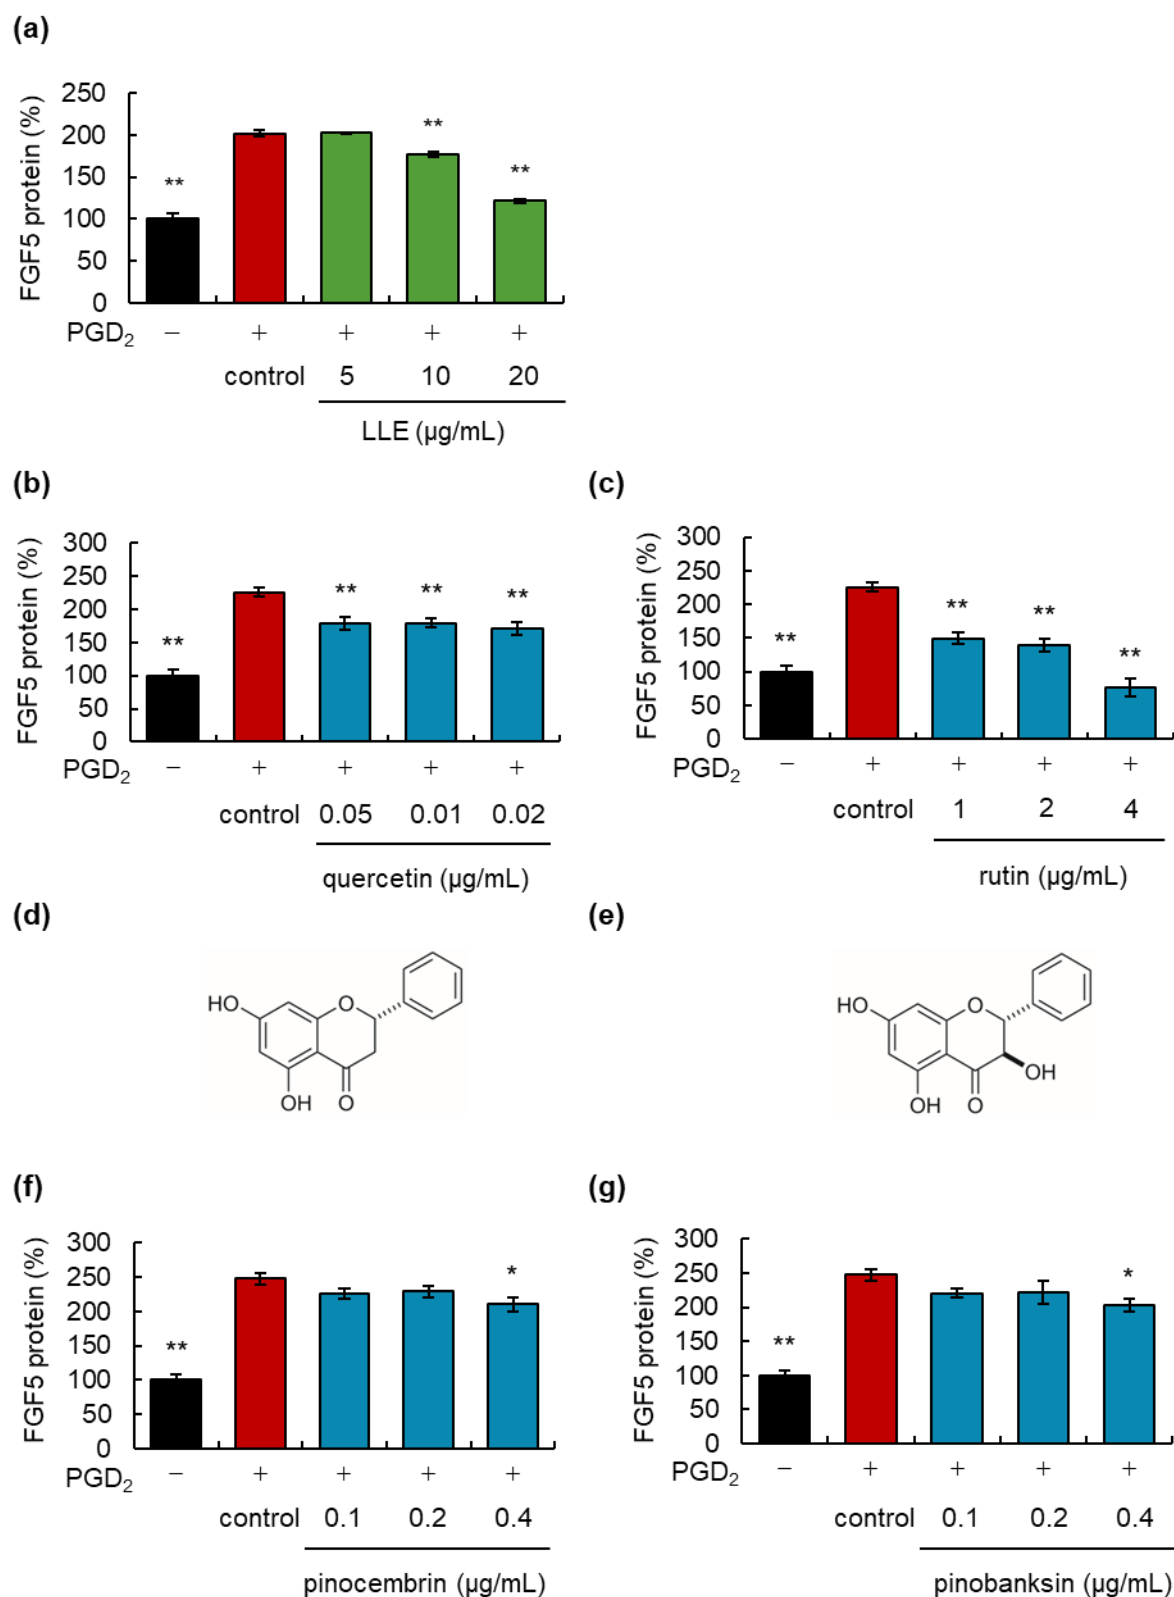 (a)
FGF5 protein (%)
250
200
150
100
50
0
** ** **
PGD2 − + + + +
control 5 10 20
LLE (µg/mL)
(b)
FGF5 protein (%)
300
250
200
150
100
50
0
** ** ** **
PGD2 − + + + +
control 0.05 0.01 0.02
quercetin (µg/mL)
(c)
FGF5 protein (%)
300
250
200
150
100
50
0
** ** ** **
PGD2 − + + + +
control 1 2 4
rutin (µg/mL)
(d)
HO O
OH O
(e)
HO O
OH
OH O
(f)
FGF5 protein (%)
300
250
200
150
100
50
0
** *
PGD2 − + + + +
control 0.1 0.2 0.4
pinocembrin (µg/mL)
(g)
FGF5 protein (%)
300
250
200
150
100
50
0
** *
PGD2 − + + + +
control 0.1 0.2 0.4
pinobanksin (µg/mL)